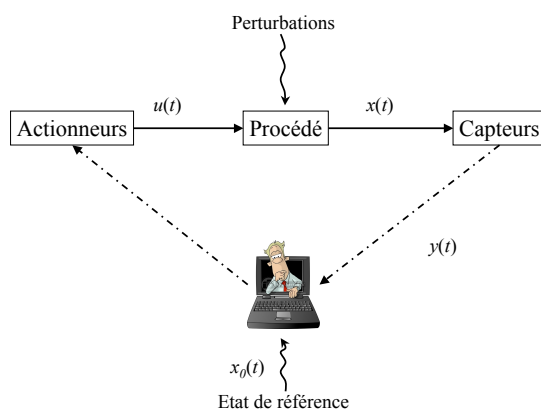 Perturbations
u(t)
x(t)
Actionneurs
Procédé
Capteurs
y(t)
x₀(t)
Etat de référence